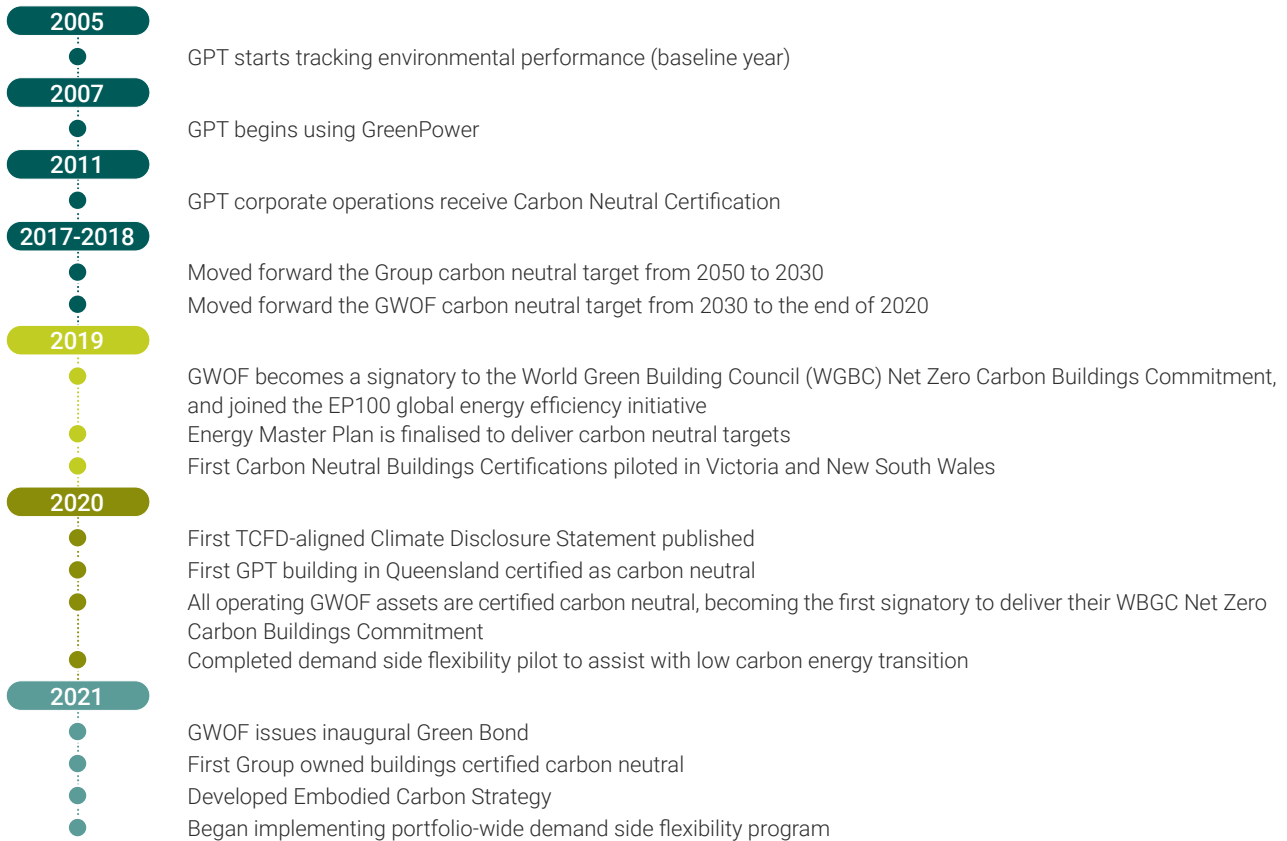 2005
GPT starts tracking environmental performance (baseline year)
2007
GPT begins using GreenPower
2011
GPT corporate operations receive Carbon Neutral Certification
2017-2018
Moved forward the Group carbon neutral target from 2050 to 2030
Moved forward the GWOF carbon neutral target from 2030 to the end of 2020
2019
GWOF becomes a signatory to the World Green Building Council (WGBC) Net Zero Carbon Buildings Commitment,
and joined the EP100 global energy efficiency initiative
Energy Master Plan is finalised to deliver carbon neutral targets
First Carbon Neutral Buildings Certifications piloted in Victoria and New South Wales
2020
First TCFD-aligned Climate Disclosure Statement published
First GPT building in Queensland certified as carbon neutral
All operating GWOF assets are certified carbon neutral, becoming the first signatory to deliver their WBGC Net Zero
Carbon Buildings Commitment
Completed demand side flexibility pilot to assist with low carbon energy transition
2021
GWOF issues inaugural Green Bond
First Group owned buildings certified carbon neutral
Developed Embodied Carbon Strategy
Began implementing portfolio-wide demand side flexibility program